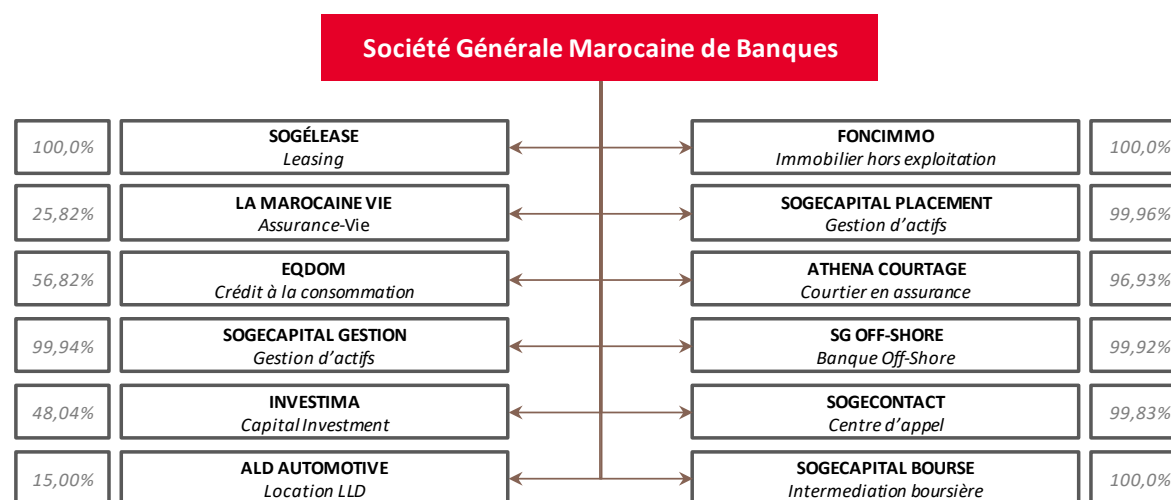 Société Générale Marocaine de Banques
100,0%
SOGÉLEASE
Leasing
FONCIMMO
Immobilier hors exploitation
100,0%
25,82%
LA MAROCAINE VIE
Assurance-Vie
SOGECAPITAL PLACEMENT
Gestion d’actifs
99,96%
56,82%
EQDOM
Crédit à la consommation
ATHENA COURTAGE
Courtier en assurance
96,93%
99,94%
SOGECAPITAL GESTION
Gestion d’actifs
SG OFF-SHORE
Banque Off-Shore
99,92%
48,04%
INVESTIMA
Capital Investment
SOGECONTACT
Centre d’appel
99,83%
15,00%
ALD AUTOMOTIVE
Location LLD
SOGECAPITAL BOURSE
Intermediation boursière
100,0%